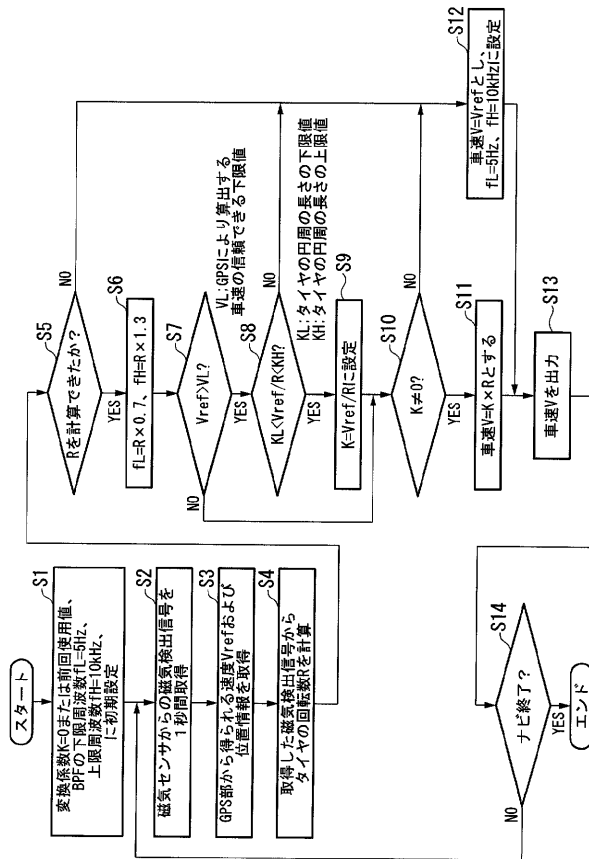 スタート
S1
変換係数K=0または前回使用値、
BPFの下限周波数fL=5Hz、
上限周波数fH=10kHz、
に初期設定
S2
磁気センサからの磁気検出信号を
1秒間取得
S3
GPS部から得られる速度Vrefおよび
位置情報を取得
S4
取得した磁気検出信号から
タイヤの回転数Rを計算
S5
Rを計算できたか？
NO
YES
S6
fL=R×0.7、fH=R×1.3
S7
Vref>VL?
NO
YES
VL:GPSにより算出する
車速の信頼できる下限値
S8
KL<Vref/R<KH?
NO
YES
KL:タイヤの円周の長さの下限値
KH:タイヤの円周の長さの上限値
S9
K=Vref/Rに設定
S10
K≠0?
NO
YES
S11
車速V=K×Rとする
S12
車速V=Vrefとし、
fL=5Hz、fH=10kHzに設定
S13
車速Vを出力
S14
ナビ終了？
NO
YES
エンド